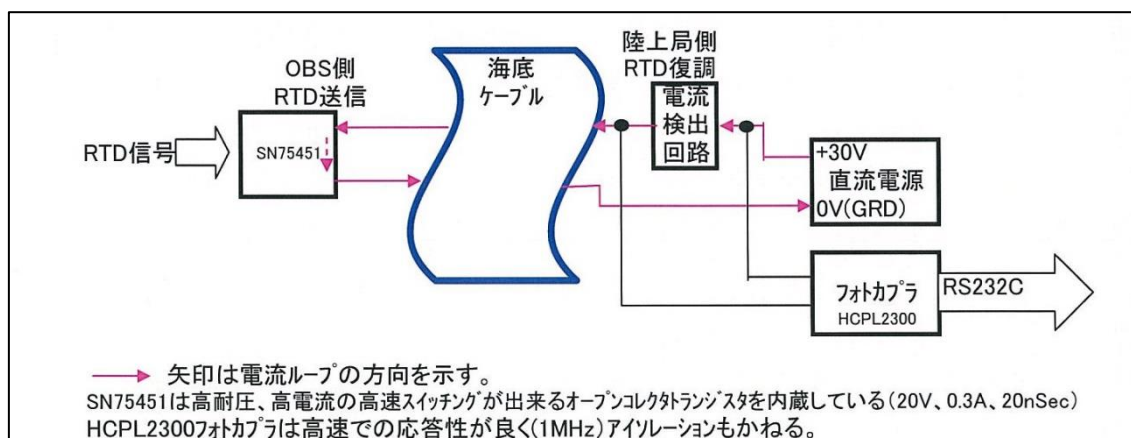 OBS側
RTD送信
RTD信号
SN75451
海底
ケーブル
陸上局側
RTD復調
電流
検出
回路
+30V
直流電源
0V(GRD)
フォトカプラ
HCPL2300
RS232C
矢印は電流ループの方向を示す。
SN75451は高耐圧、高電流の高速スイッチングが出来るオープンコレクタトランジスタを内蔵している(20V、0.3A、20nSec)
HCPL2300フォトカプラは高速での応答性が良く(1MHz)アイソレーションもかねる。